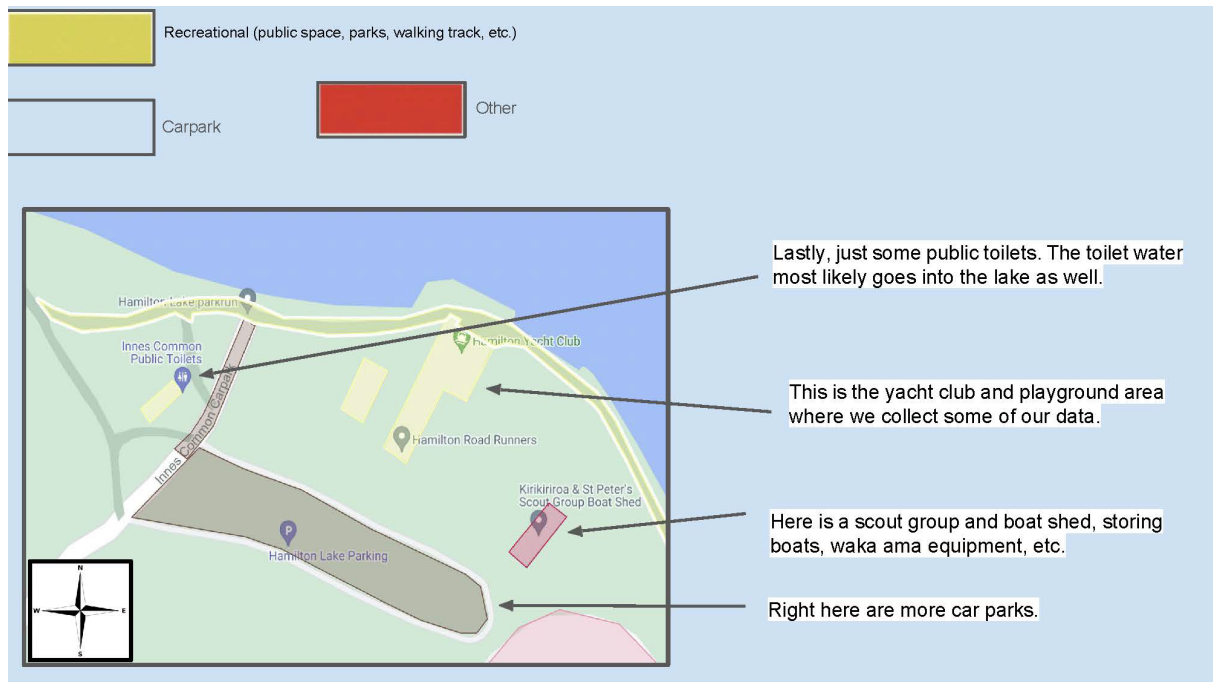 Recreational (public space, parks, walking track, etc.)
Other
Carpark
Lastly, just some public toilets. The toilet water
most likely goes into the lake as well.
Hamilton Lake parkrun
Innes Common
Public Toilets
Hamilton Yacht Club
Innes Common Carpark
This is the yacht club and playground area
where we collect some of our data.
Hamilton Road Runners
Kirikiriroa & St Peter's
Scout Group Boat Shed
Here is a scout group and boat shed, storing
boats, waka ama equipment, etc.
P
Hamilton Lake Parking
N
W
E
S
Right here are more car parks.